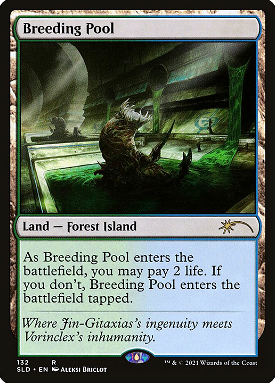 Breeding Pool
Land — Forest Island
As Breeding Pool enters the
battlefield, you may pay 2 life. If
you don't, Breeding Pool enters the
battlefield tapped.
Where Jin-Gitaxias's ingenuity meets
Vorinclex's inhumanity.
132 R
SLD • EN ALEKSI BRICLOT
™ & © 2021 Wizards of the Coast